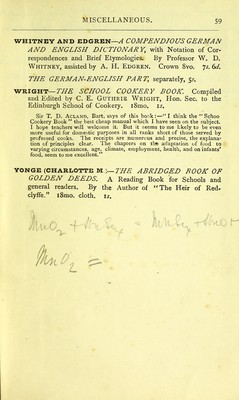 MISCELLANEOUS. 59
WHITNEY AND EDGREN—A COMPENDIOUS GERMAN
AND ENGLISH DICTIONARY, with Notation of Cor-
respondences and Brief Etymologies. By Professor W. D.
WHITNEY, assisted by A. H. EDGREN. Crown 8vo. 7s. 6d.
THE GERMAN-ENGLISH PART, separately, 5s.
WRIGHT—THE SCHOOL COOKERY BOOK. Compiled
and Edited by C. E. GUTHRIE WRIGHT, Hon. Sec. to the
Edinburgh School of Cookery. 18mo, 1s.
Sir T. D. ACLAND, Bart., says of this book:—"I think the "School
Cookery Book" the best cheap manual which I have seen on the subject.
I hope teachers will welcome it. But it seems to me likely to be even
more useful for domestic purposes in all ranks short of those served by
professed cooks. The receipts are numerous and precise, the explana-
tion of principles clear. The chapters on the adaptation of food to
varying circumstances, age, climate, employment, health, and on infants'
food, seem to me excellent."
YONGE (CHARLOTTE M.)—THE ABRIDGED BOOK OF
GOLDEN DEEDS. A Reading Book for Schools and
general readers. By the Author of "The Heir of Red-
clyffe." 18mo. cloth. 1s.
MnO2 +
MnO2 =